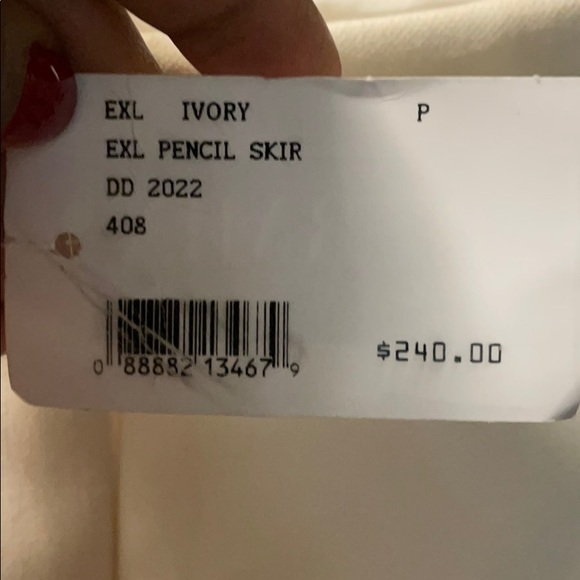 EXL IVORY P
EXL PENCIL SKIR
DD 2022
408
0 88882 13467 9
$240.00